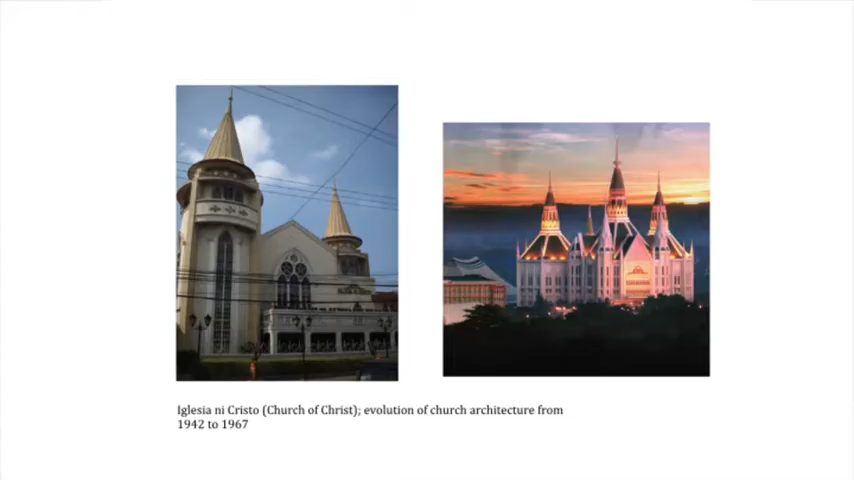 Iglesia ni Cristo (Church of Christ); evolution of church architecture from
1942 to 1967